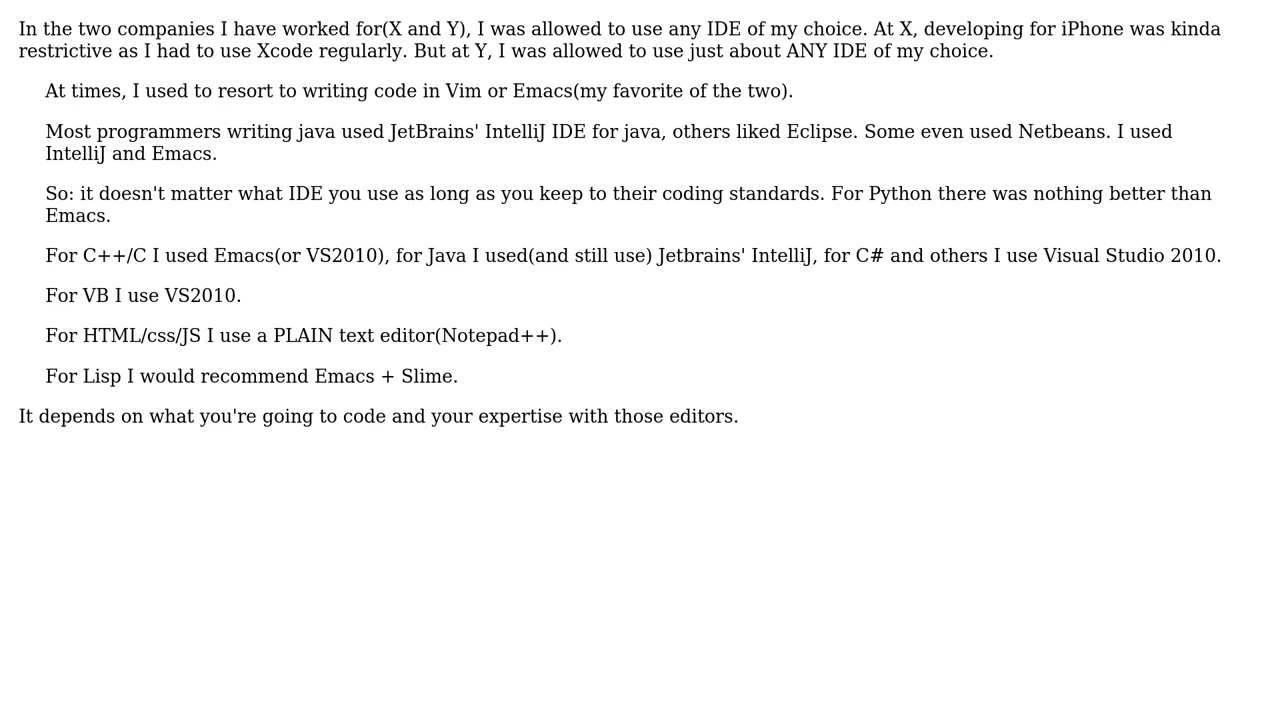 In the two companies I have worked for(X and Y), I was allowed to use any IDE of my choice. At X, developing for iPhone was kinda
restrictive as I had to use Xcode regularly. But at Y, I was allowed to use just about ANY IDE of my choice.
At times, I used to resort to writing code in Vim or Emacs(my favorite of the two).
Most programmers writing java used JetBrains' IntelliJ IDE for java, others liked Eclipse. Some even used Netbeans. I used
IntelliJ and Emacs.
So: it doesn't matter what IDE you use as long as you keep to their coding standards. For Python there was nothing better than
Emacs.
For C++/C I used Emacs(or VS2010), for Java I used(and still use) Jetbrains' IntelliJ, for C# and others I use Visual Studio 2010.
For VB I use VS2010.
For HTML/css/JS I use a PLAIN text editor(Notepad++).
For Lisp I would recommend Emacs + Slime.
It depends on what you're going to code and your expertise with those editors.